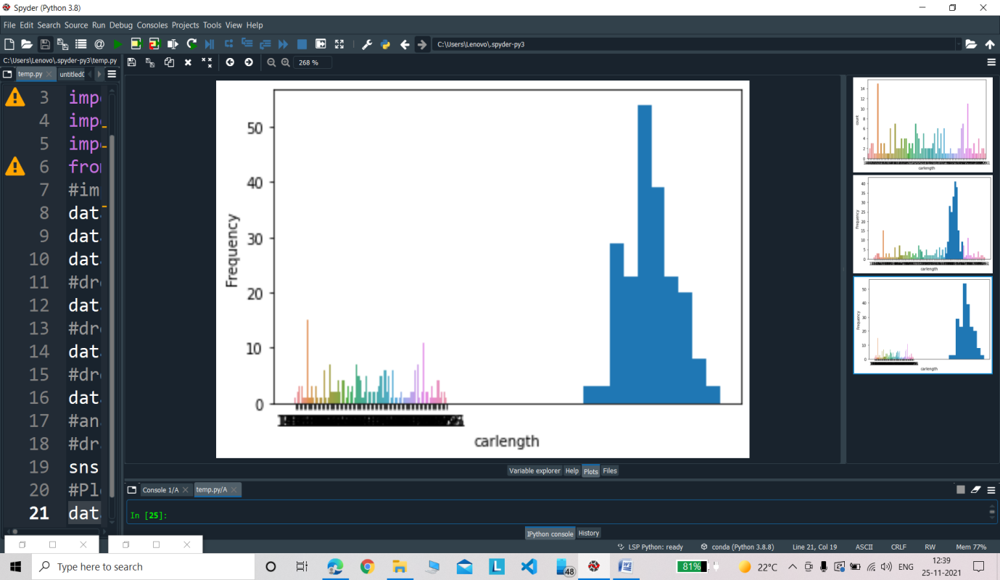 Spyder (Python 3.8)
File Edit Search Source Run Debug Consoles Projects Tools View Help
C:\Users\Lenovo\.spyder-py3
C:\Users\Lenovo\.spyder-py3\temp.py
268 %
temp.py
3 imp
4 imp
5 imp
6 fro
7 #im
8 dat
9 dat
10 dat
11 #dr
12 dat
13 #dr
14 dat
15 #dr
16 dat
17 #an
18 #dr
19 sns
20 #Pl
21 dat
Frequency
50
40
30
20
10
0
carlength
count
14
12
10
8
6
4
2
0
carlength
Frequency
40
35
30
25
20
15
10
5
0
carlength
Frequency
50
40
30
20
10
0
carlength
Variable explorer Help Plots Files
Console 1/A temp.py/A
In [25]:
IPython console History
LSP Python: ready conda (Python 3.8.8) Line 21, Col 19 ASCII CRLF RW Mem 77%
Type here to search
L
48
W
81%
22°C
ENG
12:39
25-11-2021